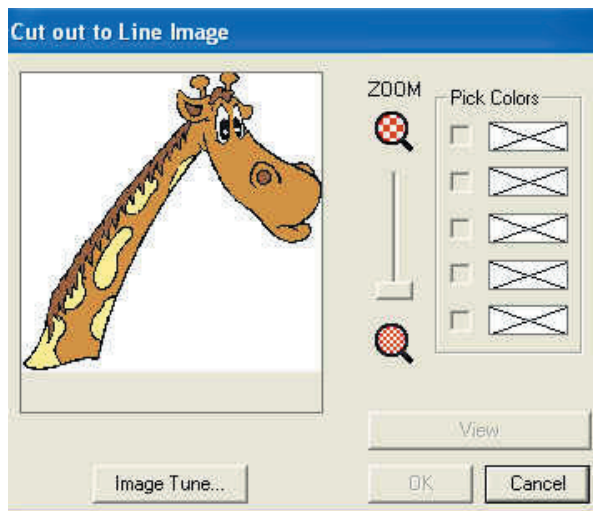 Cut out to Line Image
ZOOM
Pick Colors
View
Image Tune...
OK
Cancel